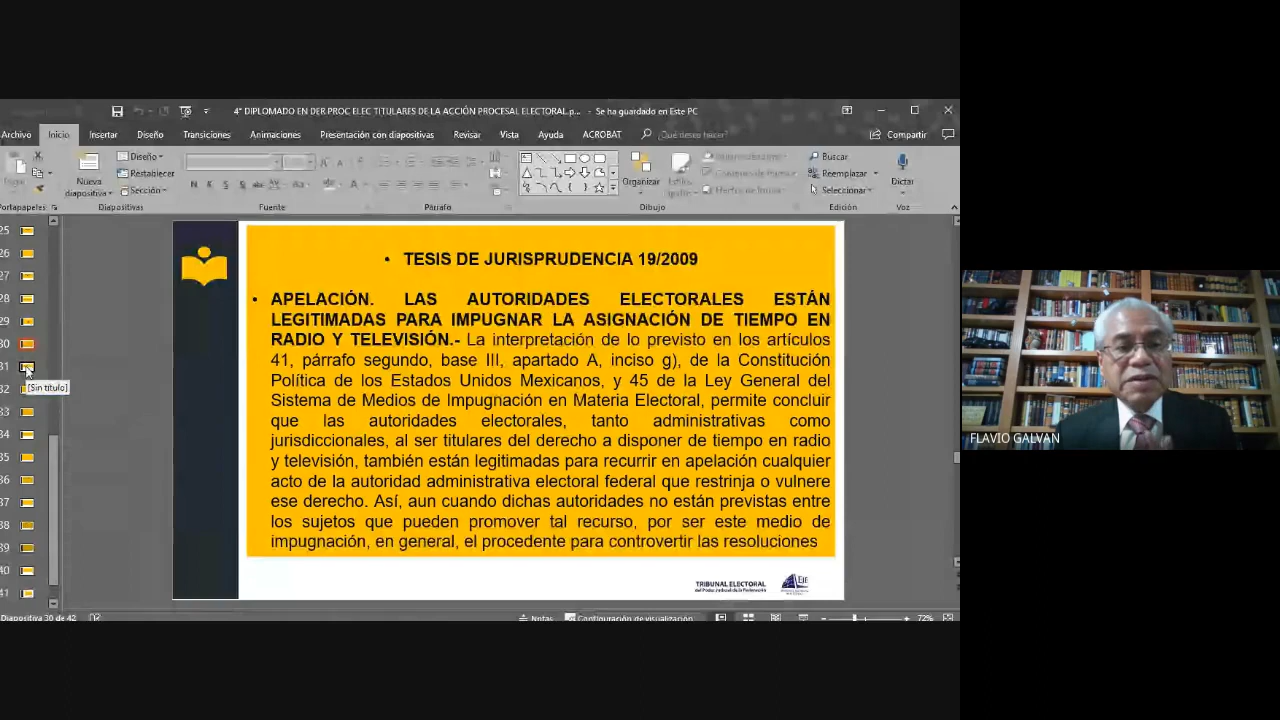 4° DIPLOMADO EN DER PROC ELEC TITULARES DE LA ACCIÓN PROCESAL ELECTORAL.p... - Se ha guardado en Este PC
Archivo Inicio Insertar Diseño Transiciones Animaciones Presentación con diapositivas Revisar Vista Ayuda ACROBAT ¿Qué desea hacer? Compartir
Nueva diapositiva
Diseño
Restablecer
Sección
Organizar
Buscar
Reemplazar
Seleccionar
Dictar
Portapapeles Diapositivas Fuente Párrafo Dibujo Edición Voz
25
26
27
28
29
30
31
[Sin título]
32
33
34
35
36
37
38
39
40
41
• TESIS DE JURISPRUDENCIA 19/2009
• APELACIÓN. LAS AUTORIDADES ELECTORALES ESTÁN
LEGITIMADAS PARA IMPUGNAR LA ASIGNACIÓN DE TIEMPO EN
RADIO Y TELEVISIÓN.- La interpretación de lo previsto en los artículos
41, párrafo segundo, base III, apartado A, inciso g), de la Constitución
Política de los Estados Unidos Mexicanos, y 45 de la Ley General del
Sistema de Medios de Impugnación en Materia Electoral, permite concluir
que las autoridades electorales, tanto administrativas como
jurisdiccionales, al ser titulares del derecho a disponer de tiempo en radio
y televisión, también están legitimadas para recurrir en apelación cualquier
acto de la autoridad administrativa electoral federal que restrinja o vulnere
ese derecho. Así, aun cuando dichas autoridades no están previstas entre
los sujetos que pueden promover tal recurso, por ser este medio de
impugnación, en general, el procedente para controvertir las resoluciones
TRIBUNAL ELECTORAL
del Poder Judicial de la Federación
EJE
Diapositiva 30 de 42
Notas
Configuración de visualización
72%
FLAVIO GALVAN